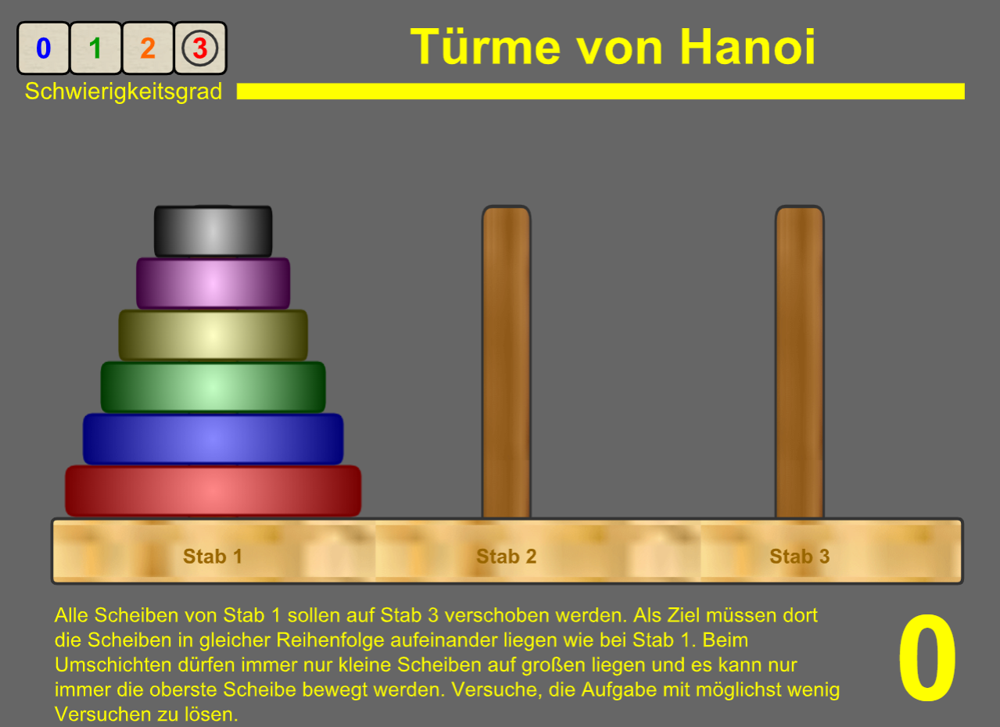 0 1 2 3
Türme von Hanoi
Schwierigkeitsgrad
Stab 1
Stab 2
Stab 3
Alle Scheiben von Stab 1 sollen auf Stab 3 verschoben werden. Als Ziel müssen dort
die Scheiben in gleicher Reihenfolge aufeinander liegen wie bei Stab 1. Beim
Umschichten dürfen immer nur kleine Scheiben auf großen liegen und es kann nur
immer die oberste Scheibe bewegt werden. Versuche, die Aufgabe mit möglichst wenig
Versuchen zu lösen.
0